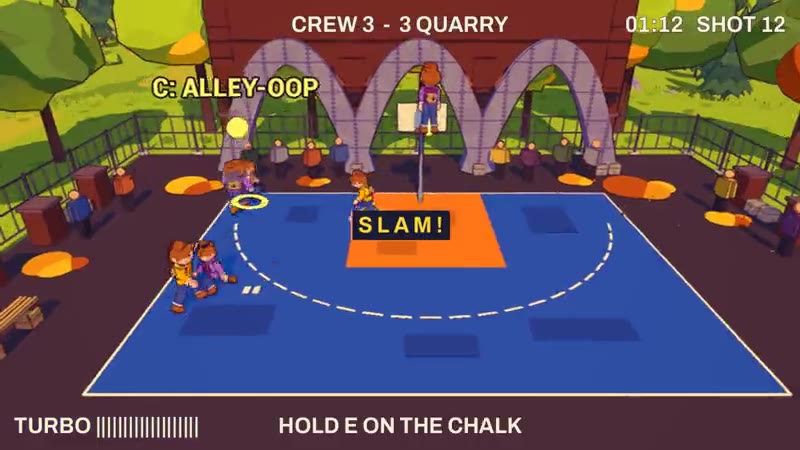 CREW 3 - 3 QUARRY
01:12 SHOT 12
C: ALLEY-OOP
SLAM!
TURBO
HOLD E ON THE CHALK